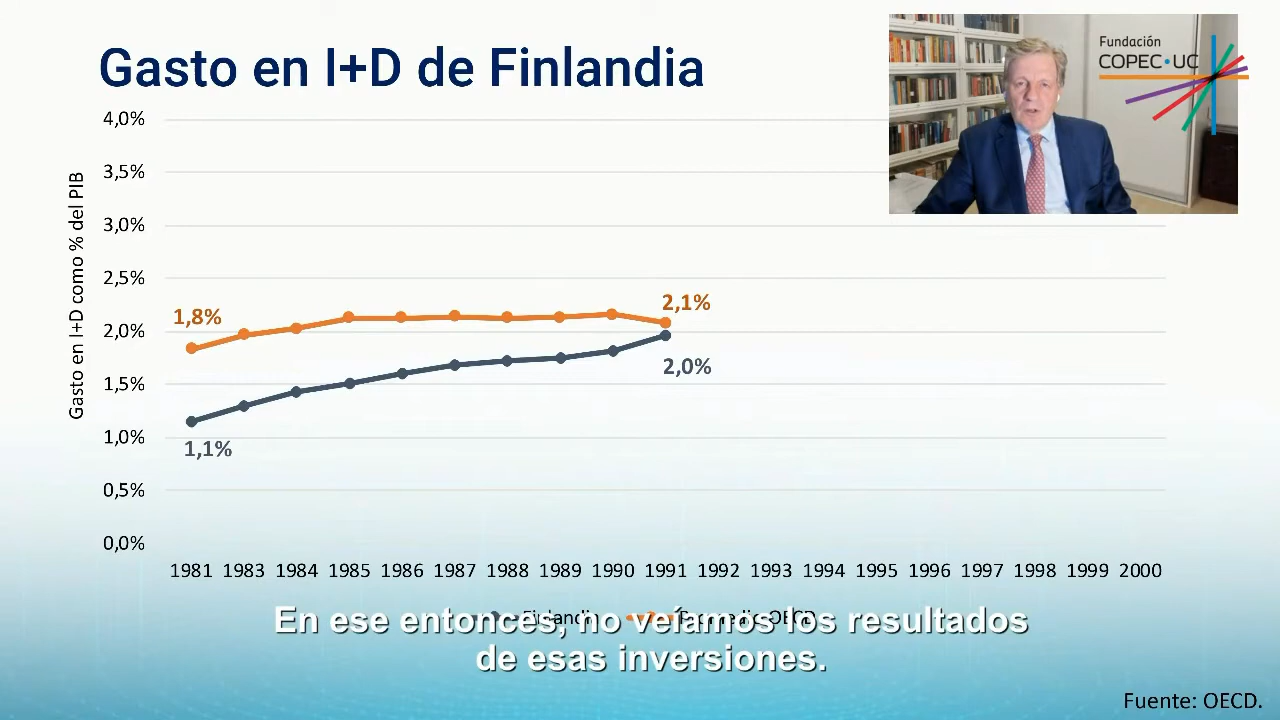 Gasto en I+D de Finlandia
Fundación
COPEC•UC
Gasto en I+D como % del PIB
4,0%
3,5%
3,0%
2,5%
2,0%
1,5%
1,0%
0,5%
0,0%
1,8%
2,1%
2,0%
1,1%
1981 1983 1984 1985 1986 1987 1988 1989 1990 1991 1992 1993 1994 1995 1996 1997 1998 1999 2000
Finlandia Promedio OECD
En ese entonces, no veíamos los resultados
de esas inversiones.
Fuente: OECD.